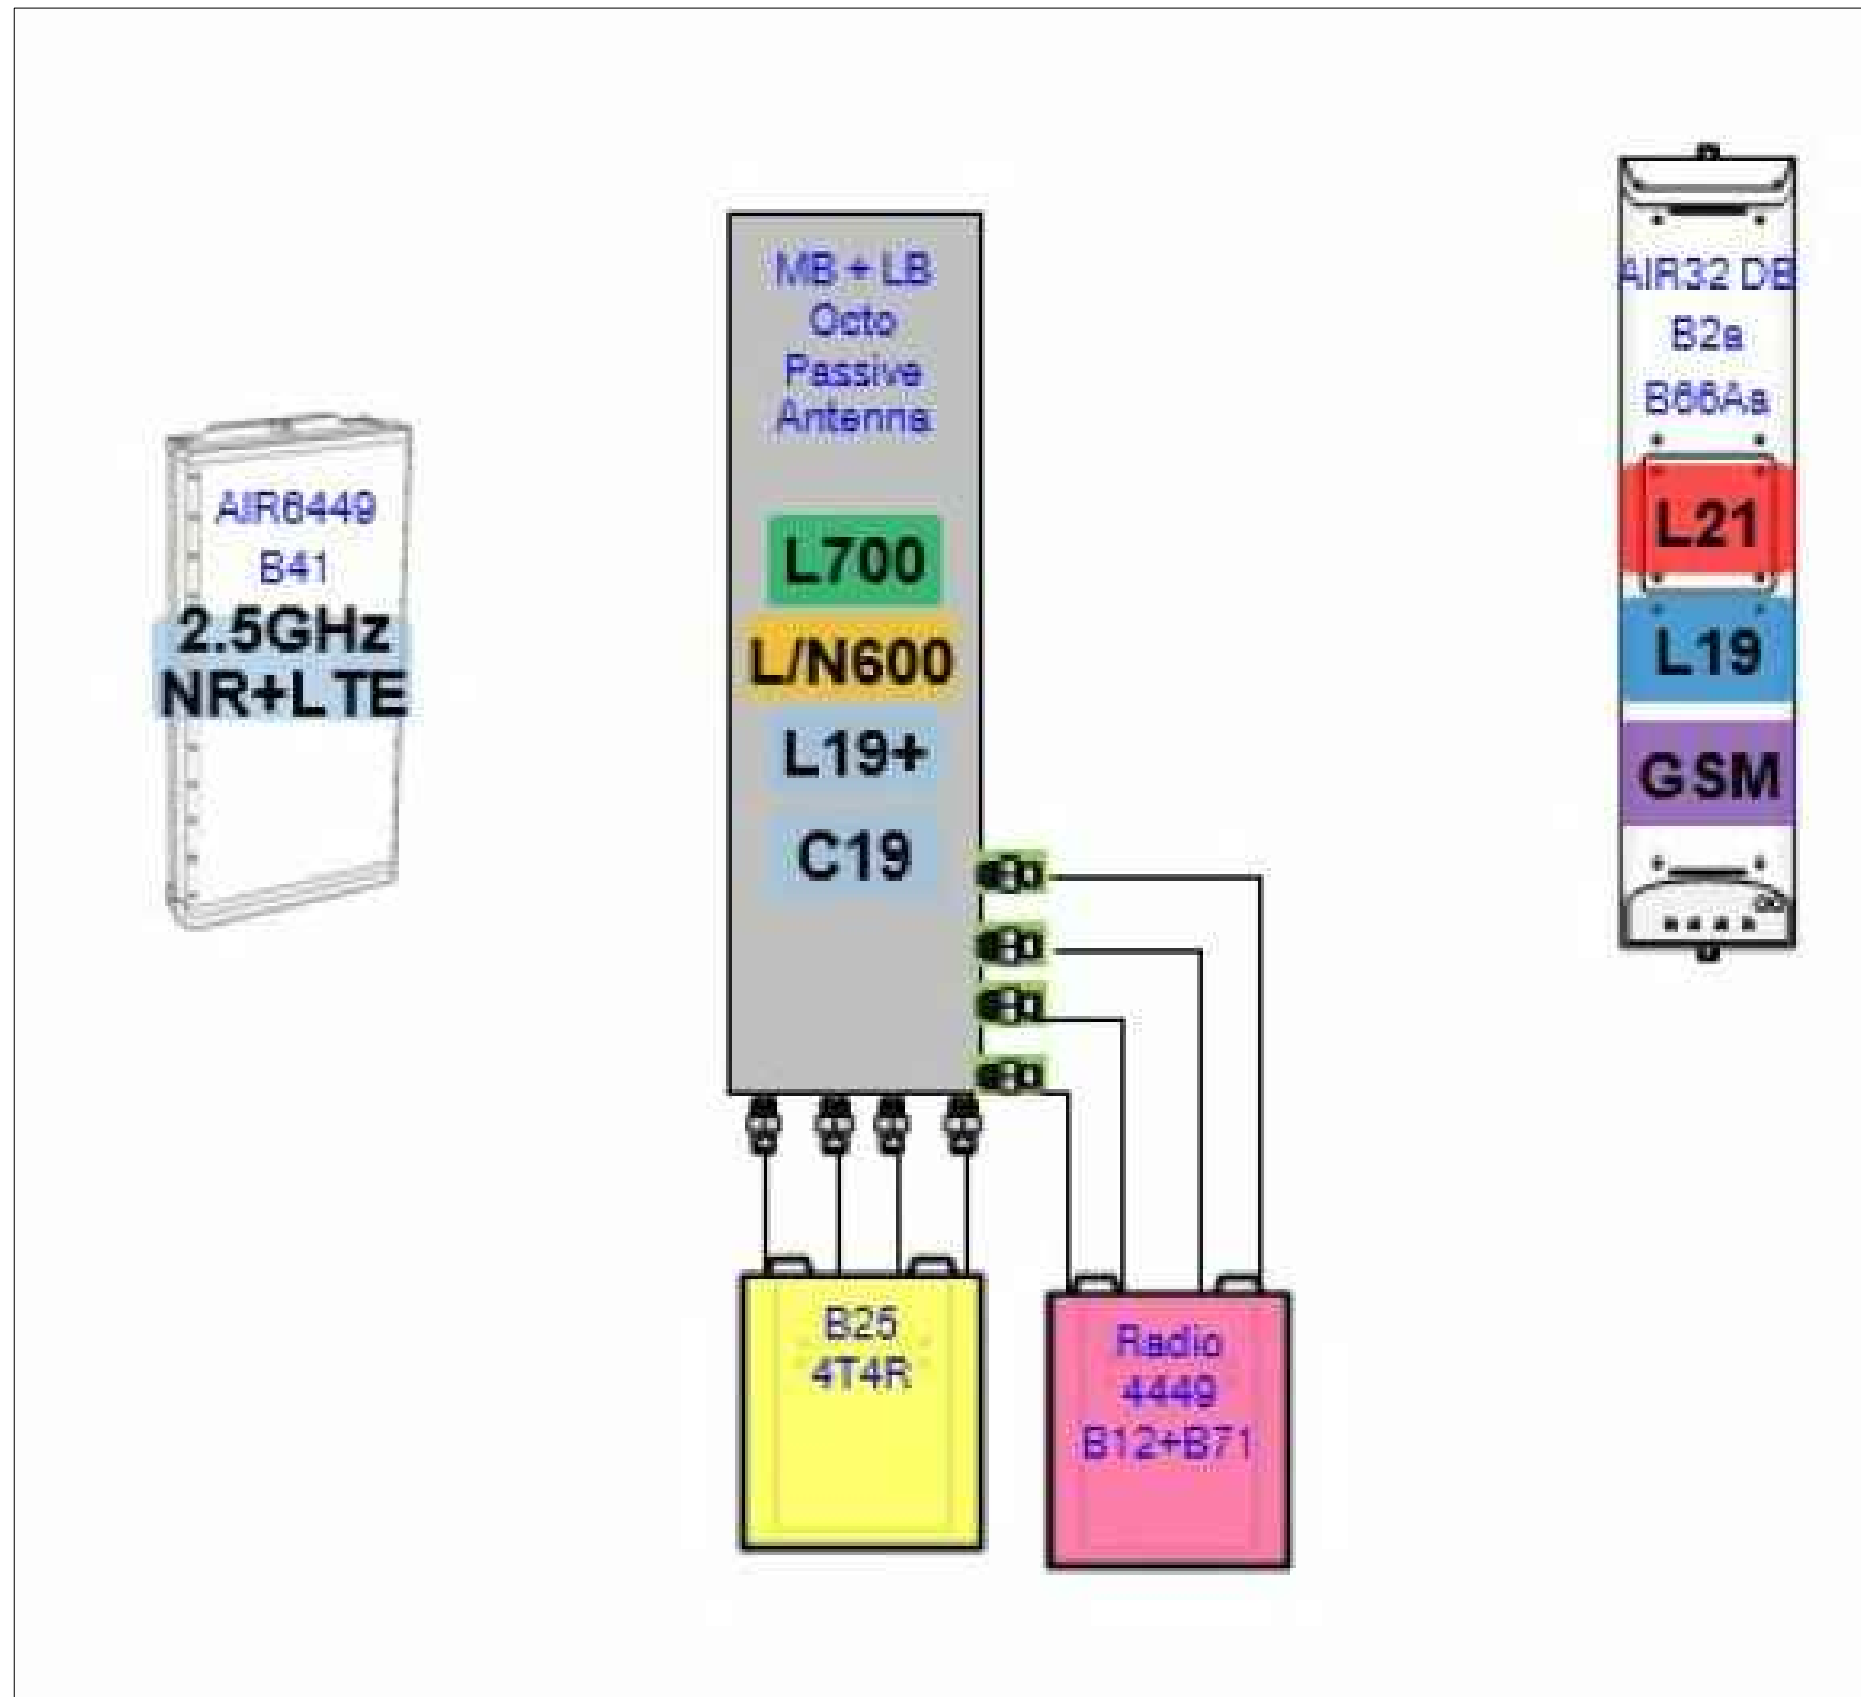 AIR6449
B41
2.5GHz
NR+LTE
MB + LB
Octo
Passive
Antenna
L700
L/N600
L19+
C19
B25
4T4R
Radio
4449
B12+B71
AIR32 DB
B2a
B66Aa
L21
L19
GSM